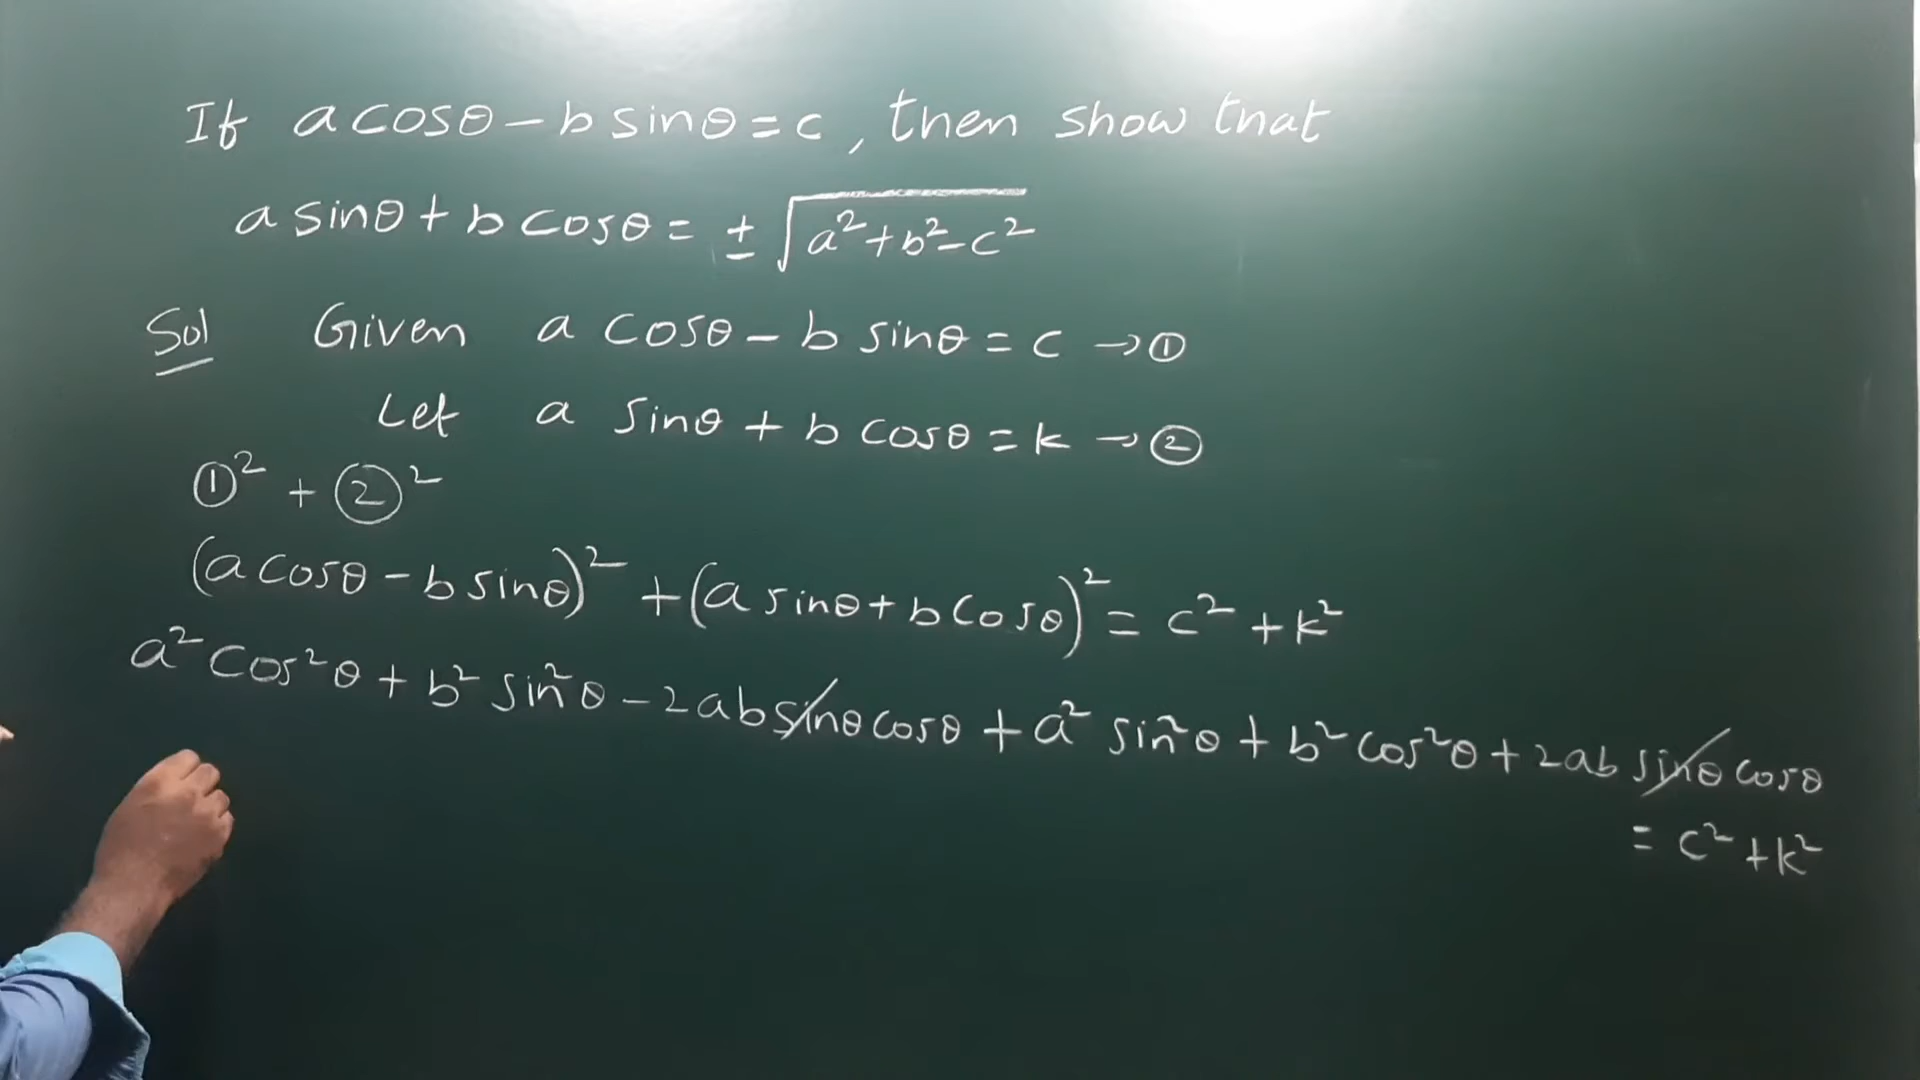 If a cosθ - b sinθ = c, then show that
a sinθ + b cosθ = ± √(a² + b² - c²)
Sol Given a cosθ - b sinθ = c → ①
Let a sinθ + b cosθ = k → ②
①² + ②²
(a cosθ - b sinθ)² + (a sinθ + b cosθ)² = c² + k²
a² cos²θ + b² sin²θ - 2ab sinθ cosθ + a² sin²θ + b² cos²θ + 2ab sinθ cosθ
= c² + k²